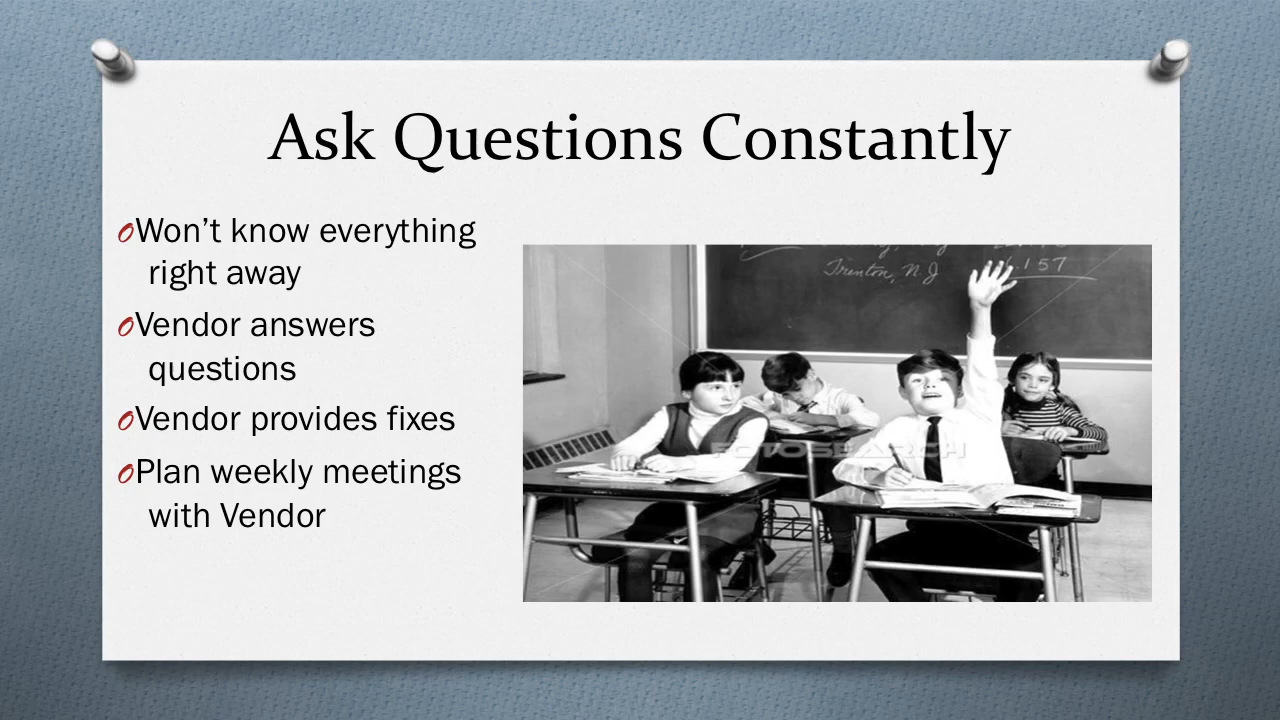 Ask Questions Constantly
Won’t know everything
right away
Vendor answers
questions
Vendor provides fixes
Plan weekly meetings
with Vendor
Trenton, N.J
157
FOTOSEARCH